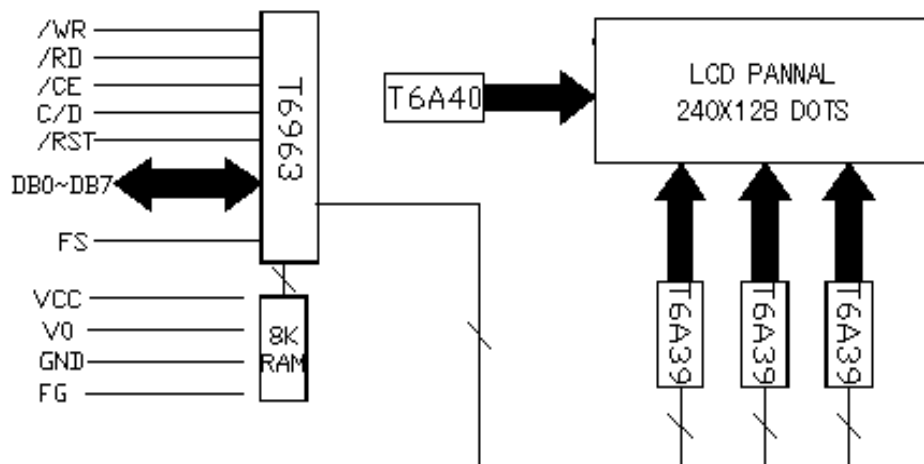 /WR
/RD
/CE
C/D
/RST
DB0~DB7
FS
VCC
V0
GND
FG
T6963
8K
RAM
T6A40
LCD PANNAL
240X128 DOTS
T6A39
T6A39
T6A39